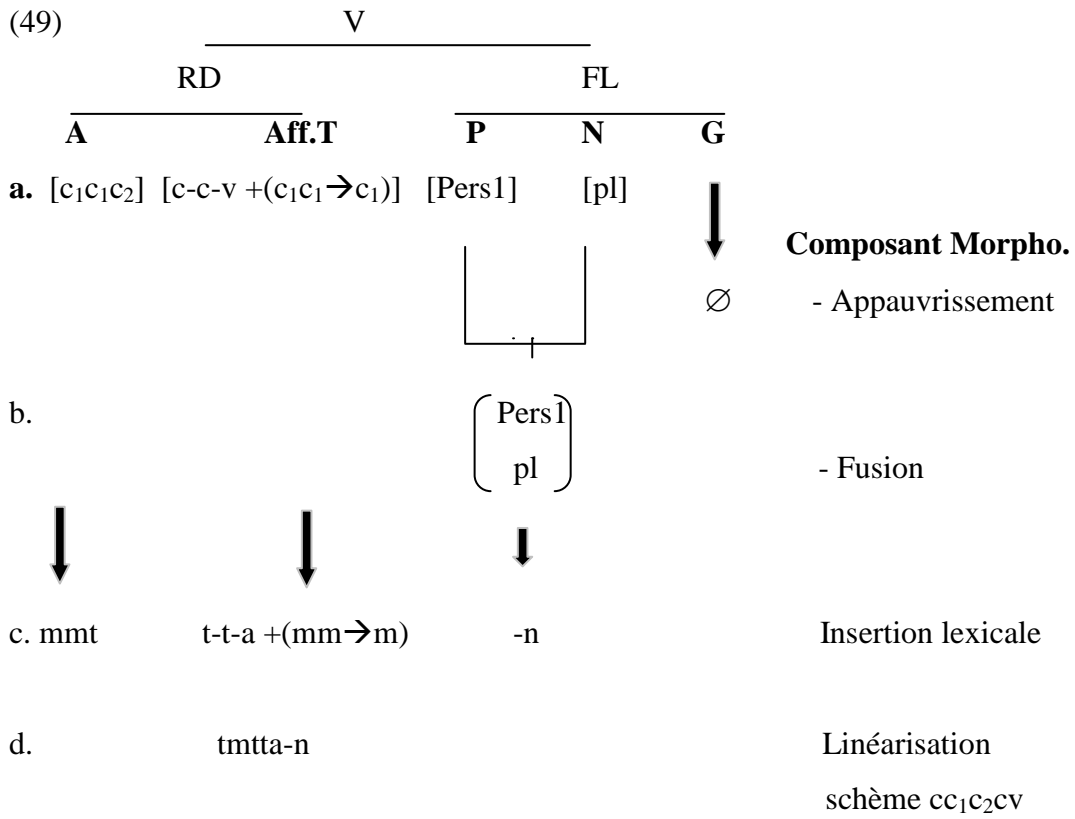 (49) V
RD FL
A Aff.T P N G
a. [c₁c₁c₂] [c-c-v +(c₁c₁→c₁)] [Pers1] [pl]
Composant Morpho.
∅ - Appauvrissement
b. Pers1
pl - Fusion
c. mmt t-t-a +(mm→m) -n Insertion lexicale
d. tmtta-n Linéarisation
schème cc₁c₂cv